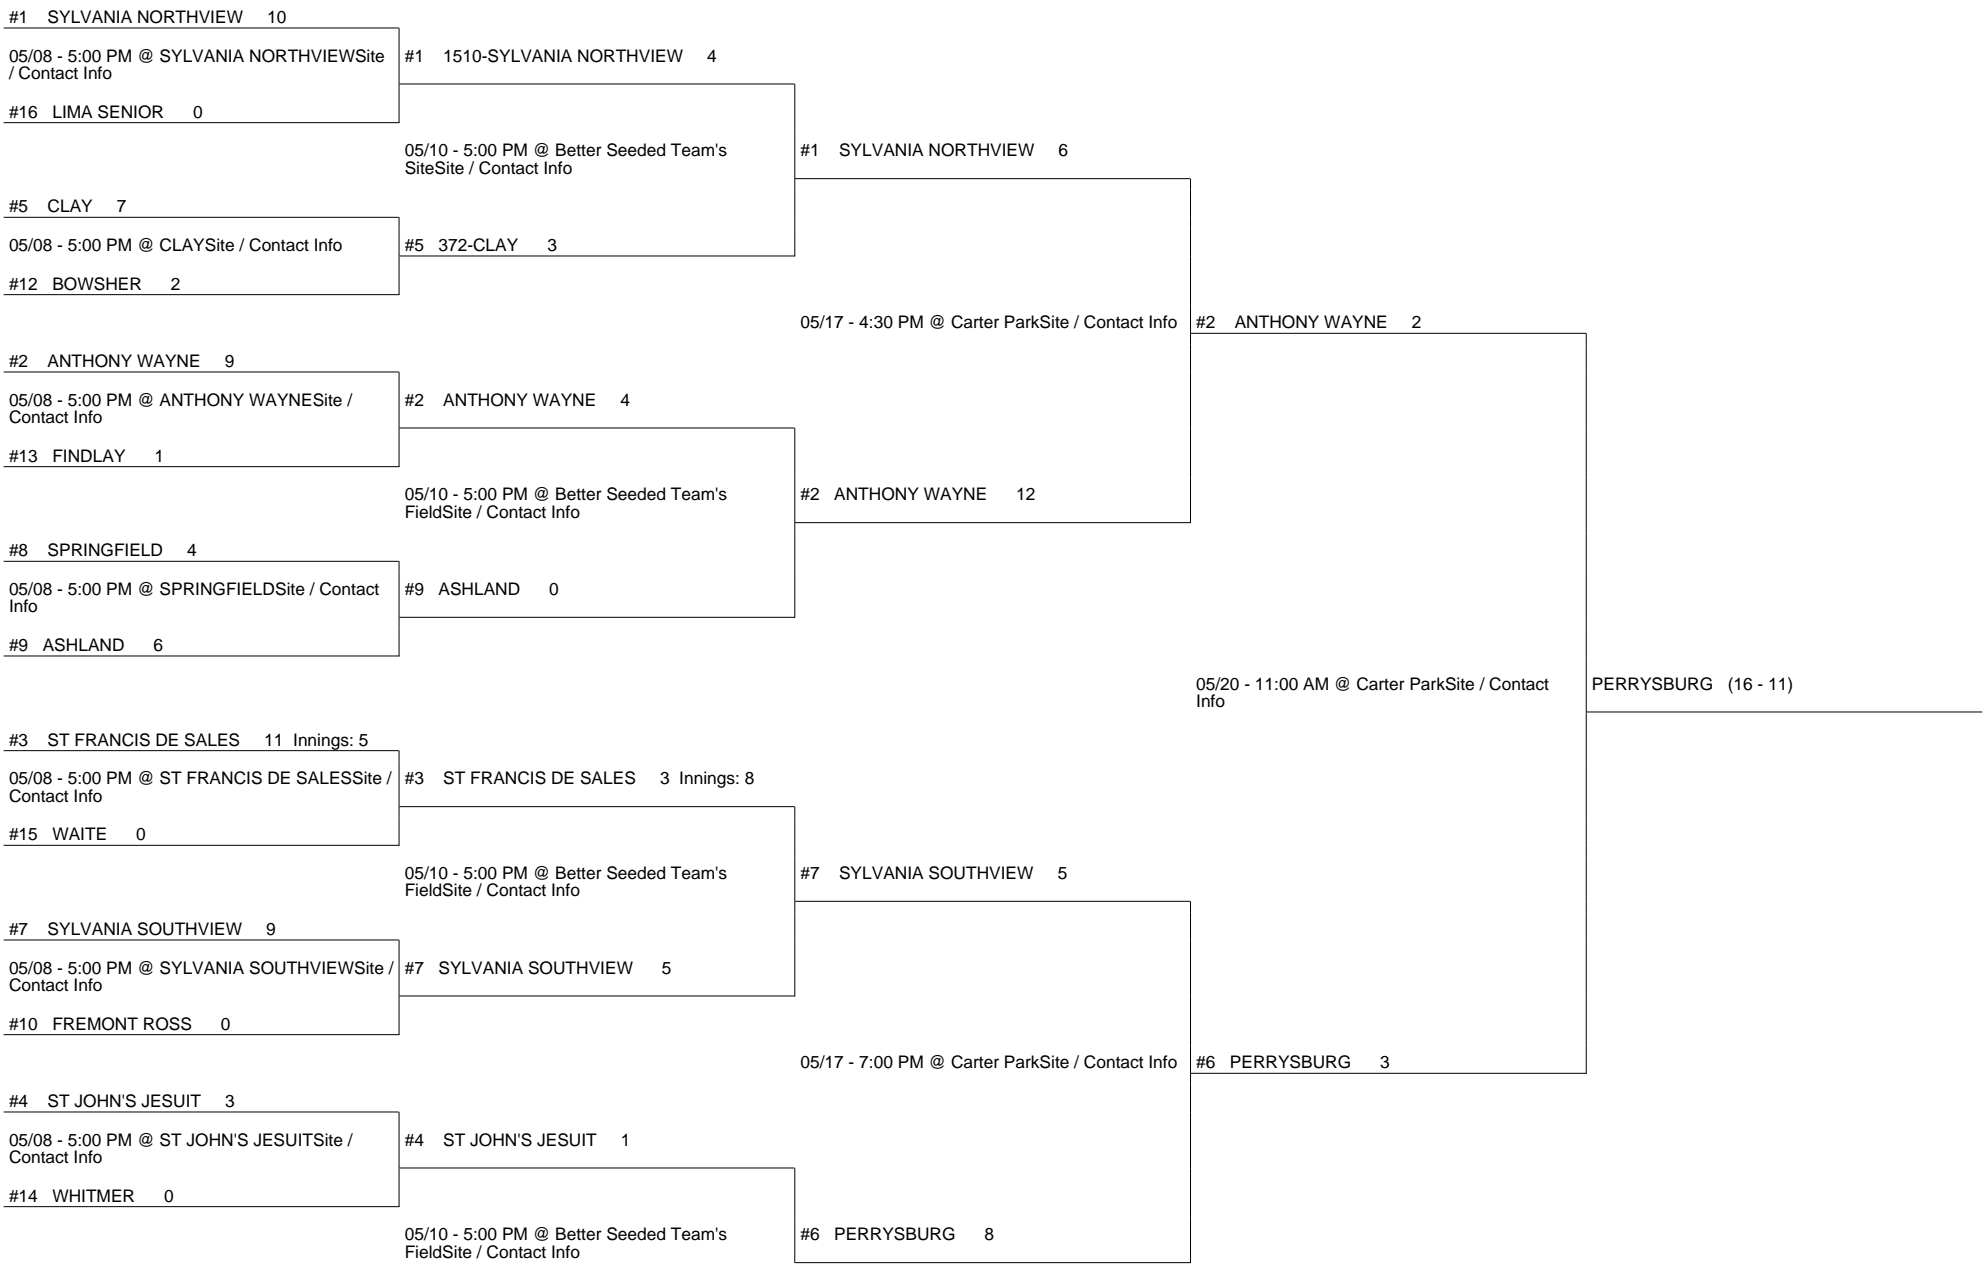 #1 SYLVANIA NORTHVIEW 10
05/08 - 5:00 PM @ SYLVANIA NORTHVIEWSite
/ Contact Info
#16 LIMA SENIOR 0
#5 CLAY 7
05/08 - 5:00 PM @ CLAYSite / Contact Info
#12 BOWSHER 2
#2 ANTHONY WAYNE 9
05/08 - 5:00 PM @ ANTHONY WAYNESite /
Contact Info
#13 FINDLAY 1
#8 SPRINGFIELD 4
05/08 - 5:00 PM @ SPRINGFIELDSite / Contact
Info
#9 ASHLAND 6
#3 ST FRANCIS DE SALES 11 Innings: 5
05/08 - 5:00 PM @ ST FRANCIS DE SALESSite /
Contact Info
#15 WAITE 0
#7 SYLVANIA SOUTHVIEW 9
05/08 - 5:00 PM @ SYLVANIA SOUTHVIEWSite /
Contact Info
#10 FREMONT ROSS 0
#4 ST JOHN'S JESUIT 3
05/08 - 5:00 PM @ ST JOHN'S JESUITSite /
Contact Info
#14 WHITMER 0
#1 1510-SYLVANIA NORTHVIEW 4
05/10 - 5:00 PM @ Better Seeded Team's
SiteSite / Contact Info
#5 372-CLAY 3
#2 ANTHONY WAYNE 4
05/10 - 5:00 PM @ Better Seeded Team's
FieldSite / Contact Info
#9 ASHLAND 0
#3 ST FRANCIS DE SALES 3 Innings: 8
05/10 - 5:00 PM @ Better Seeded Team's
FieldSite / Contact Info
#7 SYLVANIA SOUTHVIEW 5
#4 ST JOHN'S JESUIT 1
05/10 - 5:00 PM @ Better Seeded Team's
FieldSite / Contact Info
#1 SYLVANIA NORTHVIEW 6
05/17 - 4:30 PM @ Carter ParkSite / Contact Info
#2 ANTHONY WAYNE 12
#7 SYLVANIA SOUTHVIEW 5
05/17 - 7:00 PM @ Carter ParkSite / Contact Info
#6 PERRYSBURG 8
#2 ANTHONY WAYNE 2
05/20 - 11:00 AM @ Carter ParkSite / Contact
Info
#6 PERRYSBURG 3
PERRYSBURG (16 - 11)